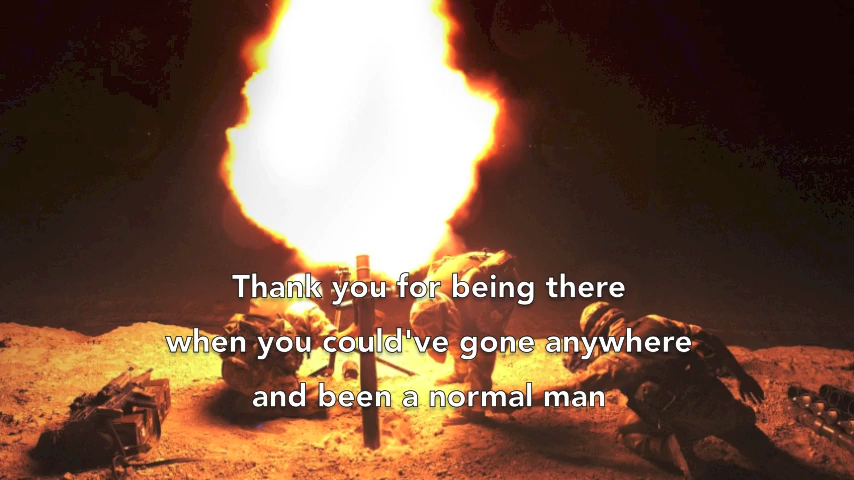 Thank you for being there
when you could've gone anywhere
and been a normal man